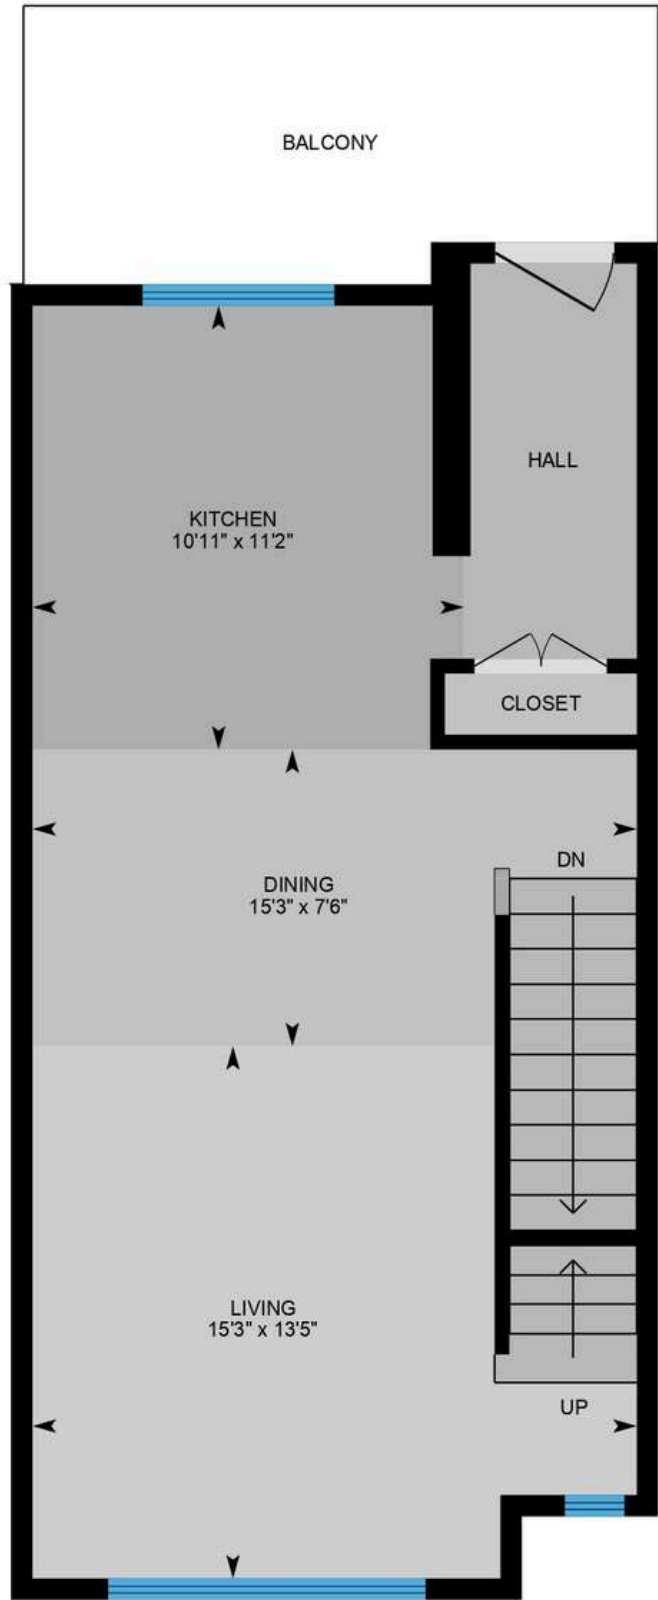 BALCONY
HALL
KITCHEN
10'11" x 11'2"
CLOSET
DN
DINING
15'3" x 7'6"
LIVING
15'3" x 13'5"
UP